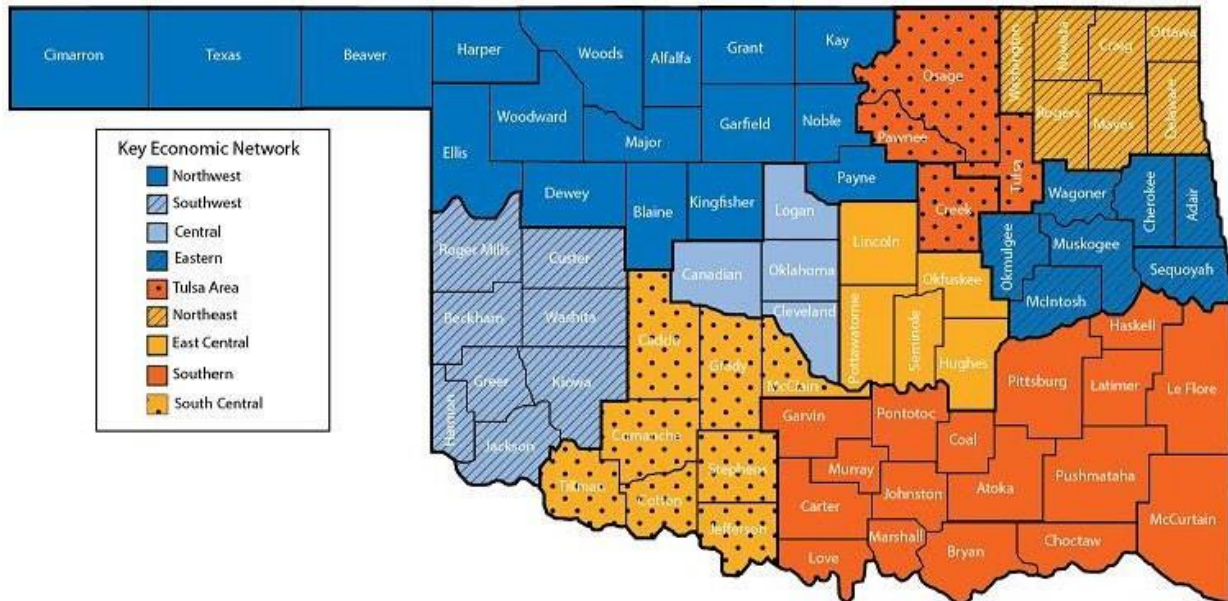 Cimarron
Texas
Beaver
Harper
Woods
Alfalfa
Grant
Kay
Osage
Washington
Nowata
Craig
Ottawa
Woodward
Rogers
Mayes
Delaware
Ellis
Major
Garfield
Noble
Pawnee
Tulsa
Key Economic Network
Northwest
Southwest
Central
Eastern
Tulsa Area
Northeast
East Central
Southern
South Central
Dewey
Blaine
Kingfisher
Logan
Payne
Creek
Wagoner
Cherokee
Adair
Roger Mills
Custer
Canadian
Oklahoma
Lincoln
Okfuskee
Okmulgee
Muskogee
Sequoyah
McIntosh
Beckham
Washita
Caddo
Grady
Cleveland
McClain
Pottawatomie
Seminole
Hughes
Haskell
Pittsburg
Latimer
Le Flore
Greer
Kiowa
Harmon
Jackson
Comanche
Garvin
Pontotoc
Coal
Tillman
Cotton
Stephens
Murray
Johnston
Atoka
Pushmataha
Carter
McCurtain
Jefferson
Love
Marshall
Bryan
Choctaw